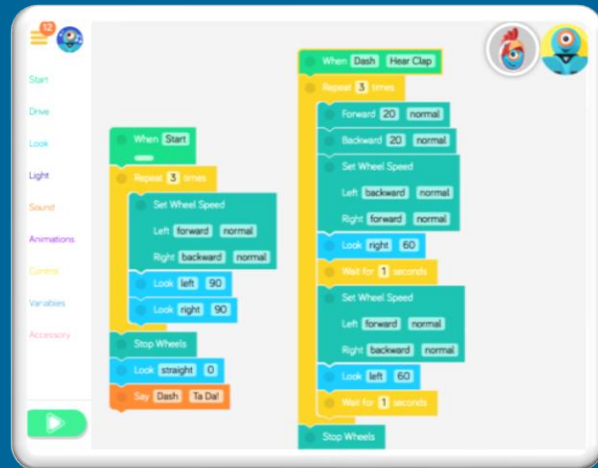 12
Start
Drive
Look
Light
Sound
Animations
Control
Variables
Accessory
When Start
Repeat 3 times
Set Wheel Speed
Left forward normal
Right backward normal
Look left 90
Look right 90
Stop Wheels
Look straight 0
Say Dash Ta Da!
When Dash Hear Clap
Repeat 3 times
Forward 20 normal
Backward 20 normal
Set Wheel Speed
Left backward normal
Right forward normal
Look right 60
Wait for 1 seconds
Set Wheel Speed
Left forward normal
Right backward normal
Look left 60
Wait for 1 seconds
Stop Wheels